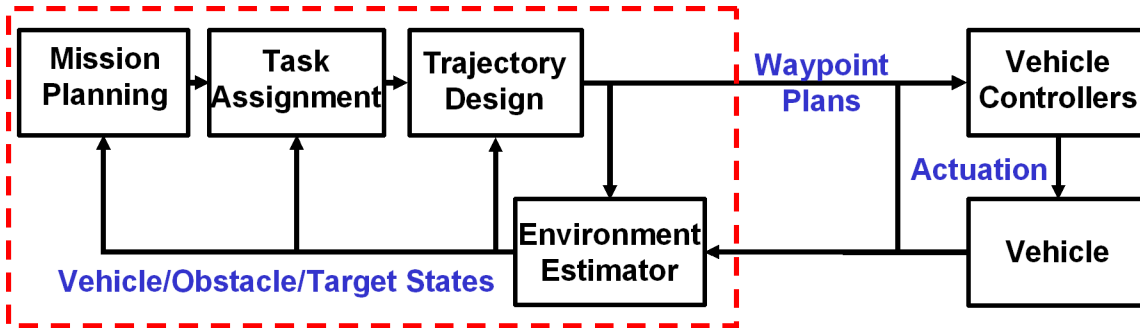 Mission
Planning
Task
Assignment
Trajectory
Design
Waypoint
Plans
Vehicle
Controllers
Actuation
Environment
Estimator
Vehicle
Vehicle/Obstacle/Target States